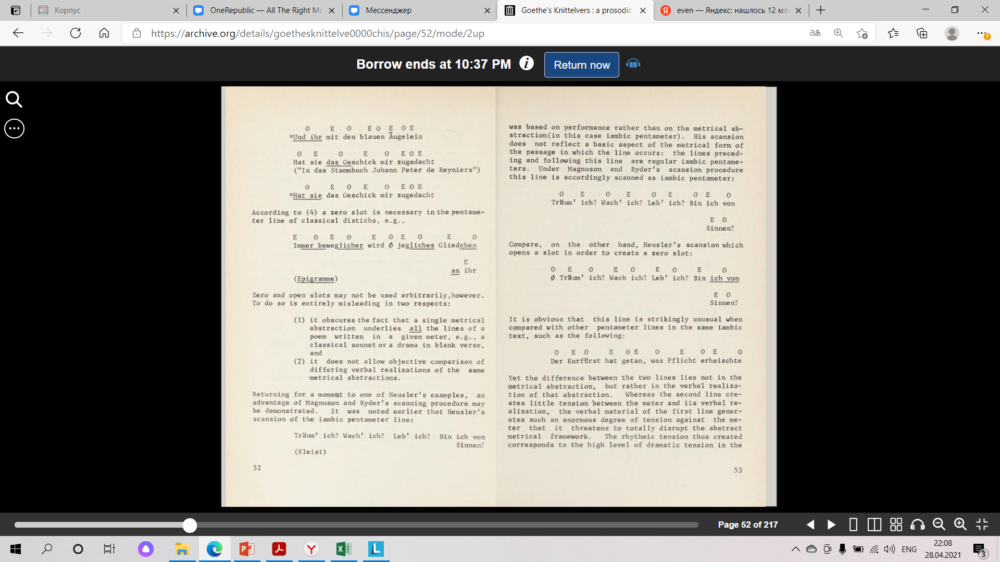 Корпус
OneRepublic — All The Right Mo
Мессенджер
Goethe's Knittelvers : a prosodic
even — Яндекс: нашлось 12 мл
https://archive.org/details/goethesknittelve0000chis/page/52/mode/2up
Borrow ends at 10:37 PM
Return now
O E O E O E O E
*Und ihr mit den blauen Äugelein
O E O E O E O E
Hat sie das Geschick mir zugedacht
("In das Stammbuch Johann Peter de Reyniers")
O E O E O E O E
*Hat sie das Geschick mir zugedacht
According to (4) a zero slot is necessary in the pentame-
ter line of classical distichs, e.g.,
E O E O E O E O E O
Immer beweglicher wird Ø jegliches Gliedchen
E
an ihr
(Epigramme)
Zero and open slots may not be used arbitrarily, however.
To do so is entirely misleading in two respects:
(1) it obscures the fact that a single metrical
abstraction underlies all the lines of a
poem written in a given meter, e.g., a
classical sonnet or a drama in blank verse,
and
(2) it does not allow objective comparison of
differing verbal realizations of the same
metrical abstractions.
Returning for a moment to one of Heusler's examples, an
advantage of Magnuson and Ryder's scanning procedure may
be demonstrated. It was noted earlier that Heusler's
scansion of the iambic pentameter line:
Träum' ich? Wach' ich? Leb' ich? Bin ich von
Sinnen?
(Kleist)
52
was based on performance rather than on the metrical ab-
straction(in this case iambic pentameter). His scansion
does not reflect a basic aspect of the metrical form of
the passage in which the line occurs: the lines preced-
ing and following this line are regular iambic pentame-
ters. Under Magnuson and Ryder's scansion procedure
this line is accordingly scanned as iambic pentameter:
O E O E O E O E O
Träum' ich? Wach' ich? Leb' ich? Bin ich von
E O
Sinnen?
Compare, on the other hand, Heusler's scansion which
opens a slot in order to create a zero slot:
O E O E O E O E O
Ø Träum' ich? Wach ich? Leb' ich? Bin ich von
E O
Sinnen?
It is obvious that this line is strikingly unusual when
compared with other pentameter lines in the same iambic
text, such as the following:
O E O E O E O E O E O
Der Kurfürst hat getan, was Pflicht erheischte
Yet the difference between the two lines lies not in the
metrical abstraction, but rather in the verbal realiza-
tion of that abstraction. Whereas the second line cre-
ates little tension between the meter and its verbal re-
alization, the verbal material of the first line gener-
ates such an enormous degree of tension against the me-
ter that it threatens to totally disrupt the abstract
metrical framework. The rhythmic tension thus created
corresponds to the high level of dramatic tension in the
53
Page 52 of 217
ENG
22:08
28.04.2021
3